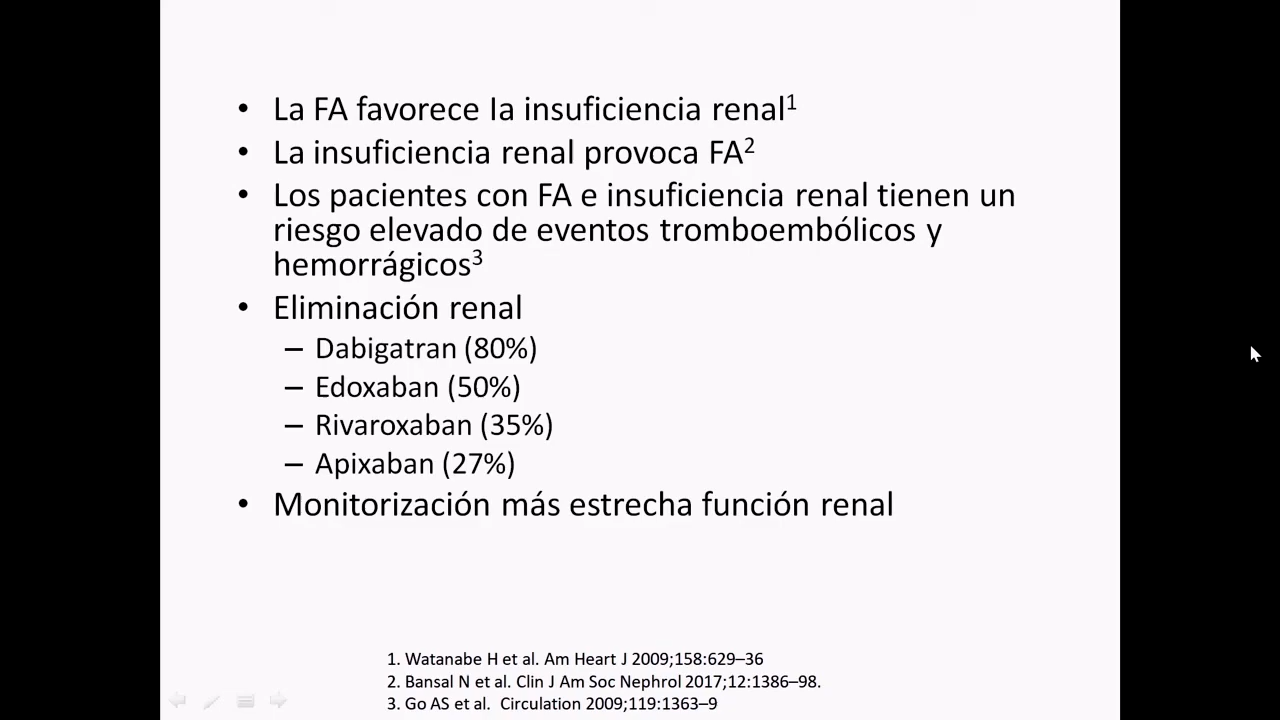 • La FA favorece la insuficiencia renal¹
• La insuficiencia renal provoca FA²
• Los pacientes con FA e insuficiencia renal tienen un
riesgo elevado de eventos tromboembólicos y
hemorrágicos³
• Eliminación renal
– Dabigatran (80%)
– Edoxaban (50%)
– Rivaroxaban (35%)
– Apixaban (27%)
• Monitorización más estrecha función renal
1. Watanabe H et al. Am Heart J 2009;158:629–36
2. Bansal N et al. Clin J Am Soc Nephrol 2017;12:1386–98.
3. Go AS et al.  Circulation 2009;119:1363–9